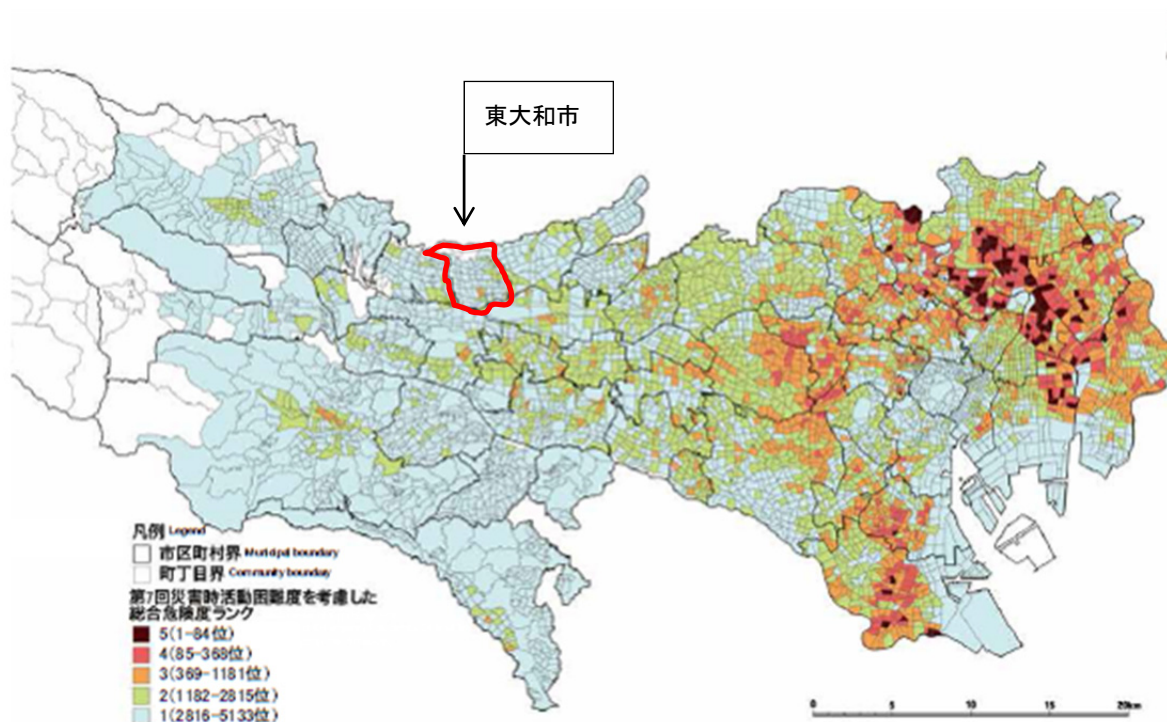 東大和市
凡例 Legend
市区町村界 Municipal boundary
町丁目界 Community boundary
第7回災害時活動困難度を考慮した
総合危険度ランク
5(1-84位)
4(85-368位)
3(369-1181位)
2(1182-2815位)
1(2816-5133位)
0 5 10 15 20km